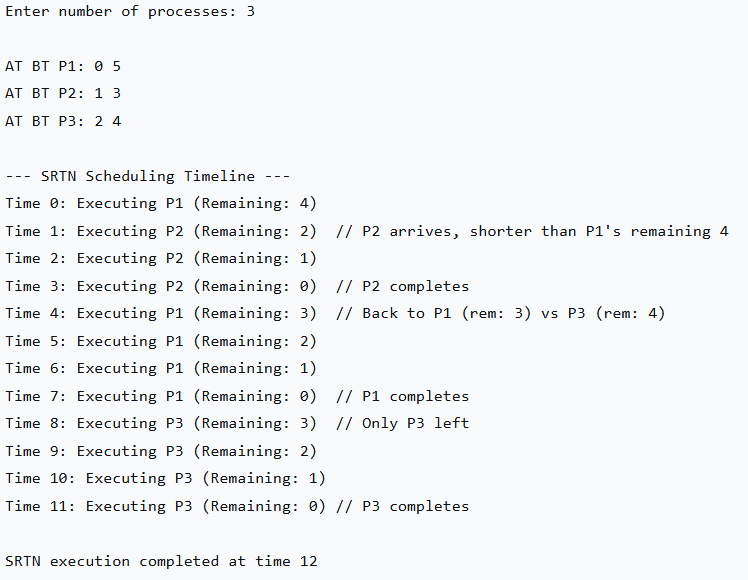 Enter number of processes: 3
AT BT P1: 0 5
AT BT P2: 1 3
AT BT P3: 2 4
--- SRTN Scheduling Timeline ---
Time 0: Executing P1 (Remaining: 4)
Time 1: Executing P2 (Remaining: 2)  // P2 arrives, shorter than P1's remaining 4
Time 2: Executing P2 (Remaining: 1)
Time 3: Executing P2 (Remaining: 0)  // P2 completes
Time 4: Executing P1 (Remaining: 3)  // Back to P1 (rem: 3) vs P3 (rem: 4)
Time 5: Executing P1 (Remaining: 2)
Time 6: Executing P1 (Remaining: 1)
Time 7: Executing P1 (Remaining: 0)  // P1 completes
Time 8: Executing P3 (Remaining: 3)  // Only P3 left
Time 9: Executing P3 (Remaining: 2)
Time 10: Executing P3 (Remaining: 1)
Time 11: Executing P3 (Remaining: 0) // P3 completes
SRTN execution completed at time 12